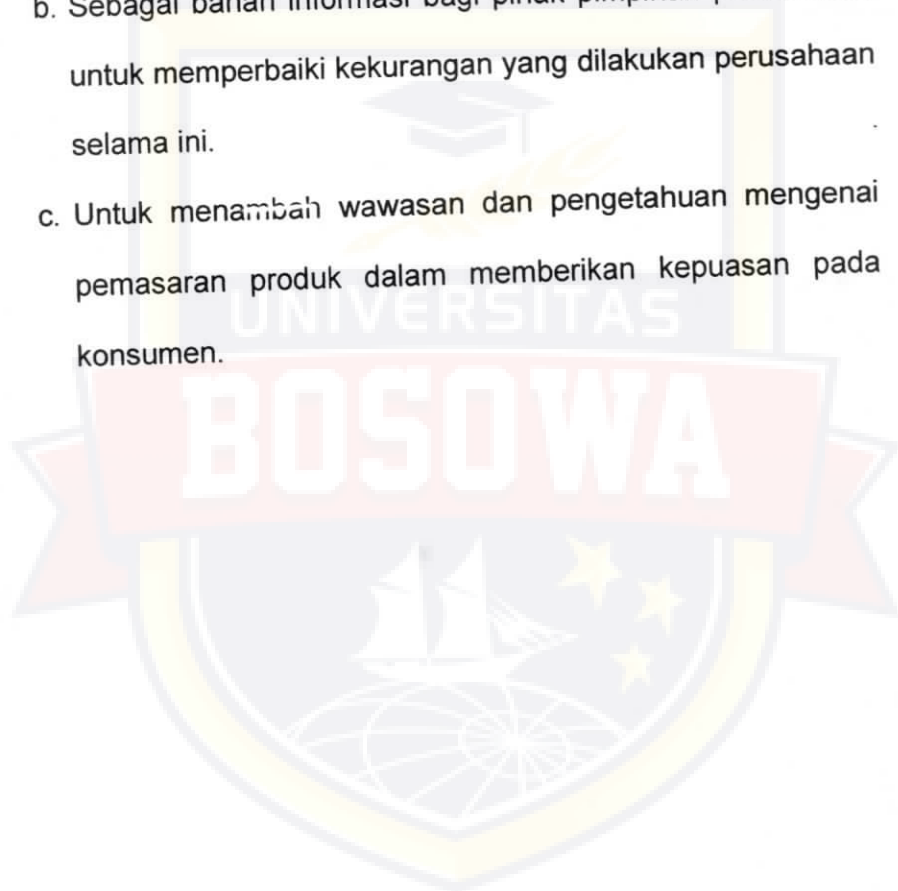 b. Sebagai bahan informasi bagi pihak
untuk memperbaiki kekurangan yang dilakukan perusahaan
selama ini.
c. Untuk menambah wawasan dan pengetahuan mengenai
pemasaran produk dalam memberikan kepuasan pada
UNIVERSITAS
konsumen.
BOSOWA